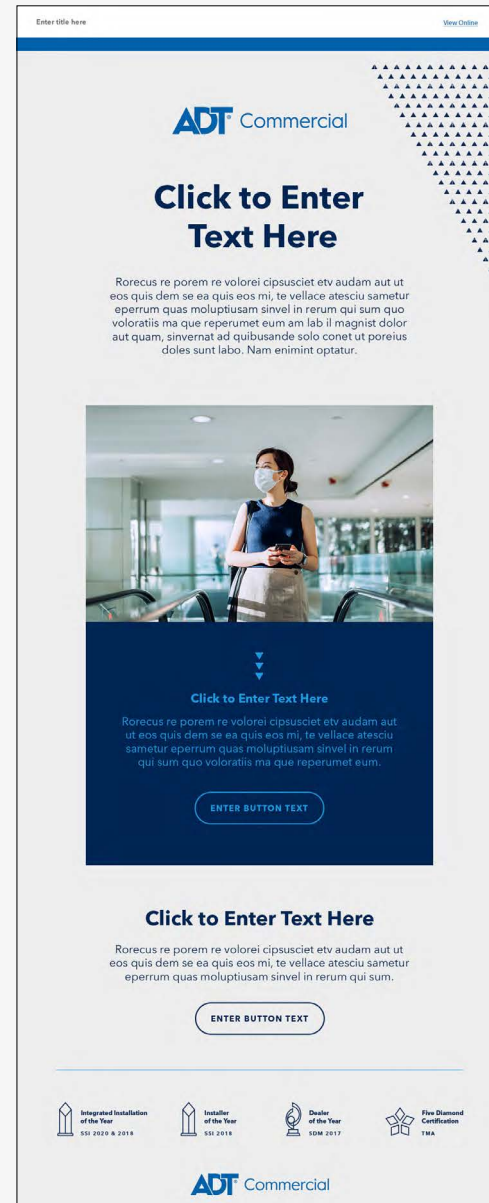 Enter title here
View Online
ADT Commercial
Click to Enter
Text Here
Rorecus re porem re volorei cipsusciet etv audam aut ut
eos quis dem se ea quis eos mi, te vellace atesciu sametur
eperrum quas moluptiusam sinvel in rerum qui sum quo
voloratiis ma que reperumet eum am lab il magnist dolor
aut quam, sinvernat ad quibusande solo conet ut poreius
doles sunt labo. Nam enimint optatur.
Click to Enter Text Here
Rorecus re porem re volorei cipsusciet etv audam aut
ut eos quis dem se ea quis eos mi, te vellace atesciu
sametur eperrum quas moluptiusam sinvel in rerum
qui sum quo voloratiis ma que reperumet eum.
ENTER BUTTON TEXT
Click to Enter Text Here
Rorecus re porem re volorei cipsusciet etv audam aut ut
eos quis dem se ea quis eos mi, te vellace atesciu sametur
eperrum quas moluptiusam sinvel in rerum qui sum.
ENTER BUTTON TEXT
Integrated Installation
of the Year
SSI 2020 & 2018
Installer
of the Year
SSI 2018
Dealer
of the Year
SDM 2017
Five Diamond
Certification
TMA
ADT Commercial